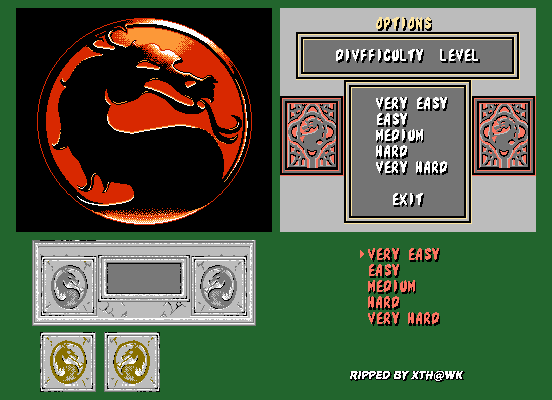 OPTIONS
DIVFFICULTY LEVEL
VERY EASY
EASY
MEDIUM
HARD
VERY HARD
EXIT
VERY EASY
EASY
MEDIUM
HARD
VERY HARD
RIPPED BY XTH@WK